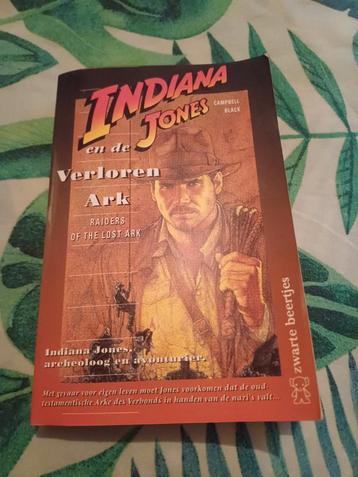 INDIANA
JONES
CAMPBELL
BLACK
en de
Verloren
Ark
RAIDERS
OF THE LOST ARK
Indiana Jones...
archeoloog en avonturier.
Met gevaar voor eigen leven moet Jones voorkomen dat de oud-
testamentische Arke des Verbonds in handen van de nazi's valt...
zwarte beertjes